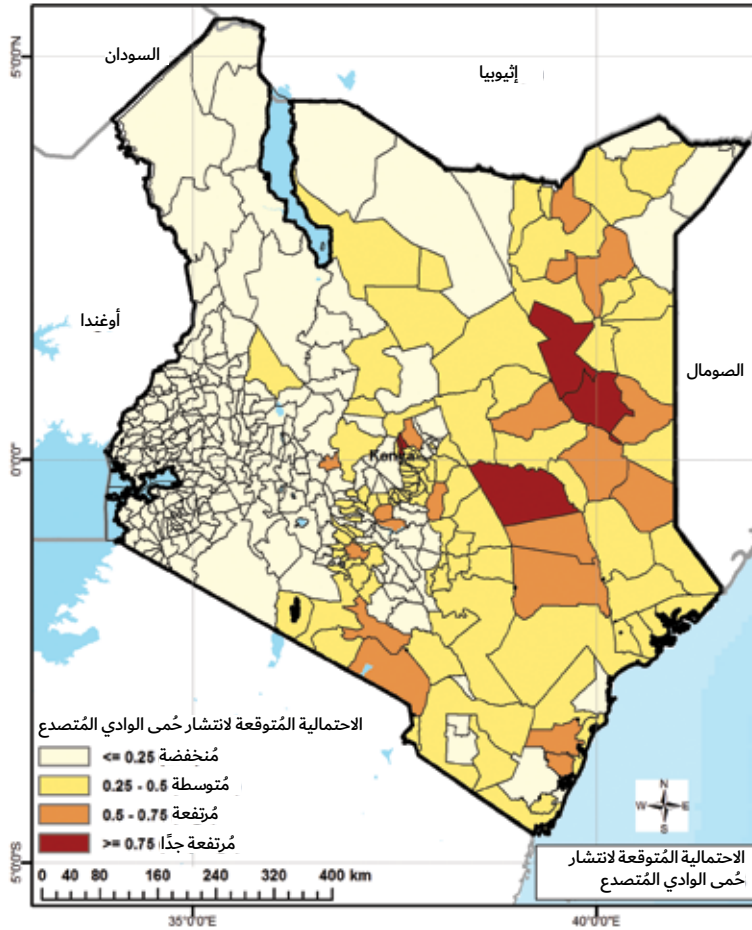 السودان
إثيوبيا
أوغندا
الصومال
Kenya
5°0'0"N
0°0'0"
5°0'0"S
الاحتمالية المُتوقعة لانتشار حُمى الوادي المُتصدع
مُنخفضة <= 0.25
مُتوسطة 0.25 - 0.5
مُرتفعة 0.5 - 0.75
مُرتفعة جدًا >= 0.75
0 40 80 160 240 320 400 km
N
W E
S
الاحتمالية المُتوقعة لانتشار
حُمى الوادي المُتصدع
35°0'0"E 40°0'0"E